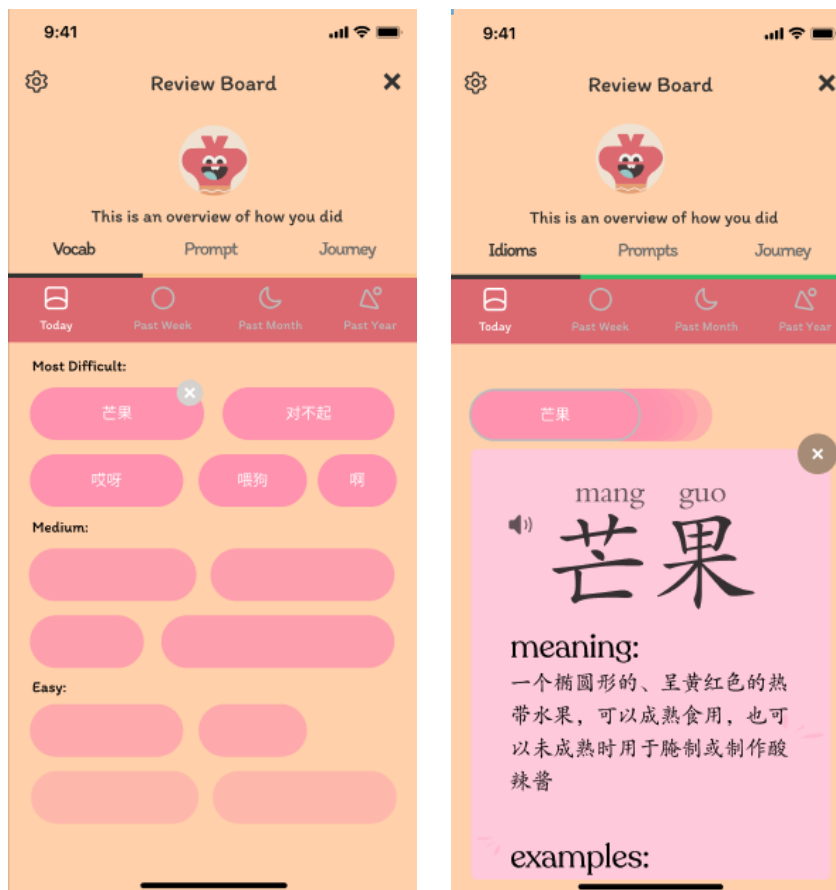 9:41
Review Board
This is an overview of how you did
Vocab Prompt Journey
Today Past Week Past Month Past Year
Most Difficult:
芒果 对不起
哎呀 喂狗 啊
Medium:
Easy:
9:41
Review Board
This is an overview of how you did
Idioms Prompts Journey
Today Past Week Past Month Past Year
芒果
mang guo
芒果
meaning:
一个椭圆形的、呈黄红色的热
带水果，可以成熟食用，也可
以未成熟时用于腌制或制作酸
辣酱
examples: